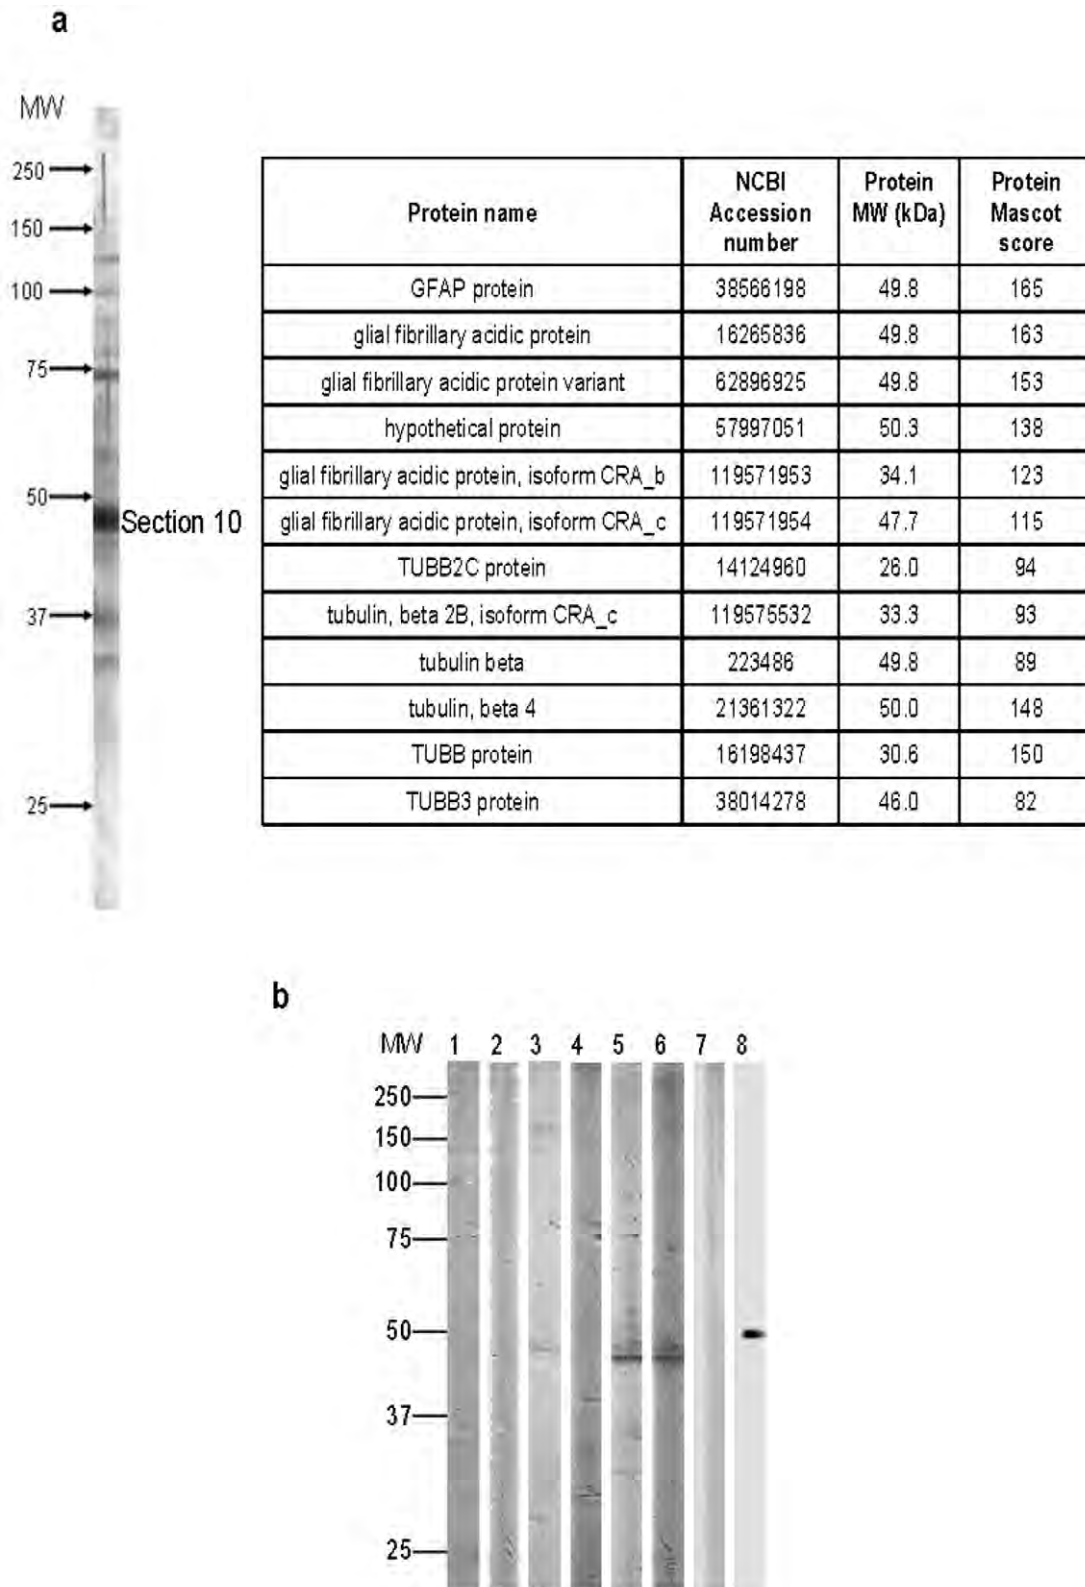 a
MW
250
150
100
75
50
Section 10
37
25
Protein name NCBI Accession number Protein MW (kDa) Protein Mascot score
GFAP protein 38566198 49.8 165
glial fibrillary acidic protein 16265836 49.8 163
glial fibrillary acidic protein variant 62896925 49.8 153
hypothetical protein 57997051 50.3 138
glial fibrillary acidic protein, isoform CRA_b 119571953 34.1 123
glial fibrillary acidic protein, isoform CRA_c 119571954 47.7 115
TUBB2C protein 14124960 26.0 94
tubulin, beta 2B, isoform CRA_c 119575532 33.3 93
tubulin beta 223486 49.8 89
tubulin, beta 4 21361322 50.0 148
TUBB protein 16198437 30.6 150
TUBB3 protein 38014278 46.0 82
b
MW 1 2 3 4 5 6 7 8
250
150
100
75
50
37
25